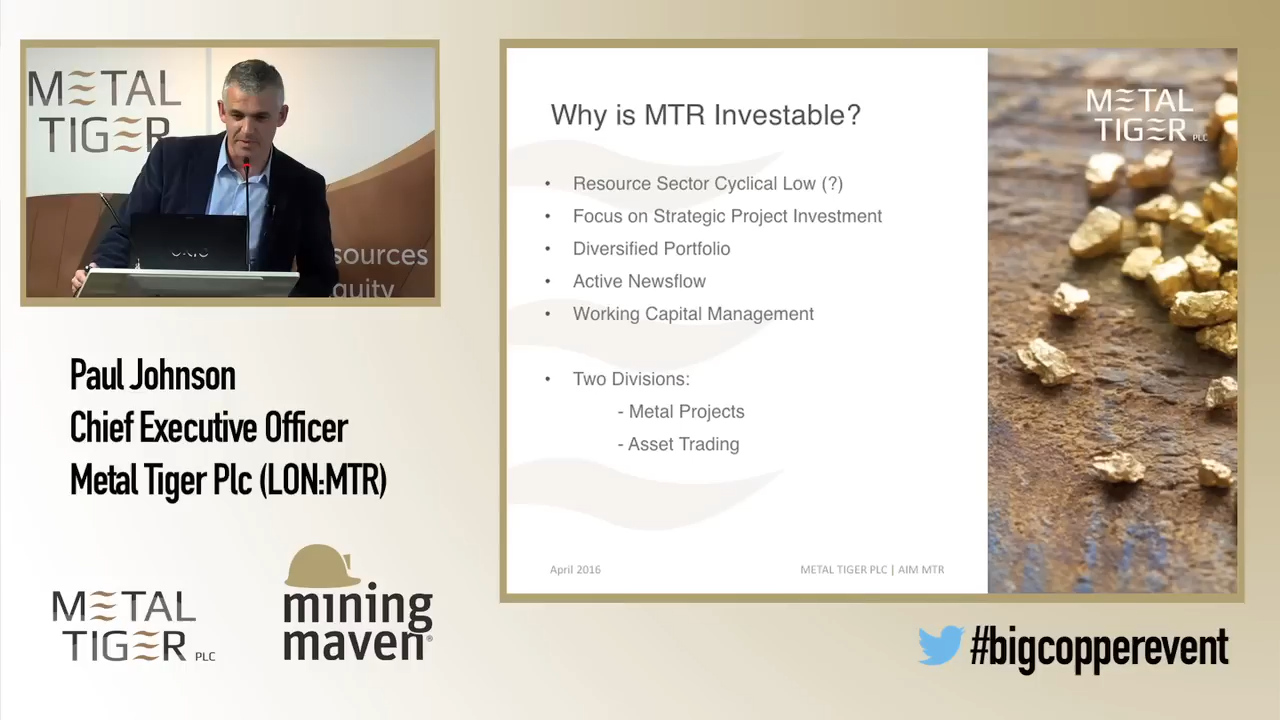 METAL
TIGER
sources
equity
Paul Johnson
Chief Executive Officer
Metal Tiger Plc (LON:MTR)
METAL
TIGER PLC
mining
maven®
Why is MTR Investable?
• Resource Sector Cyclical Low (?)
• Focus on Strategic Project Investment
• Diversified Portfolio
• Active Newsflow
• Working Capital Management
• Two Divisions:
- Metal Projects
- Asset Trading
April 2016
METAL TIGER PLC | AIM MTR
METAL
TIGER PLC
#bigcopperevent